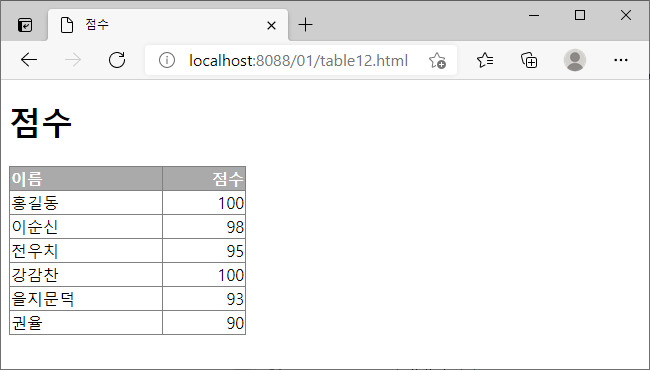 점수
localhost:8088/01/table12.html
점수
이름 점수
홍길동 100
이순신 98
전우치 95
강감찬 100
을지문덕 93
권율 90